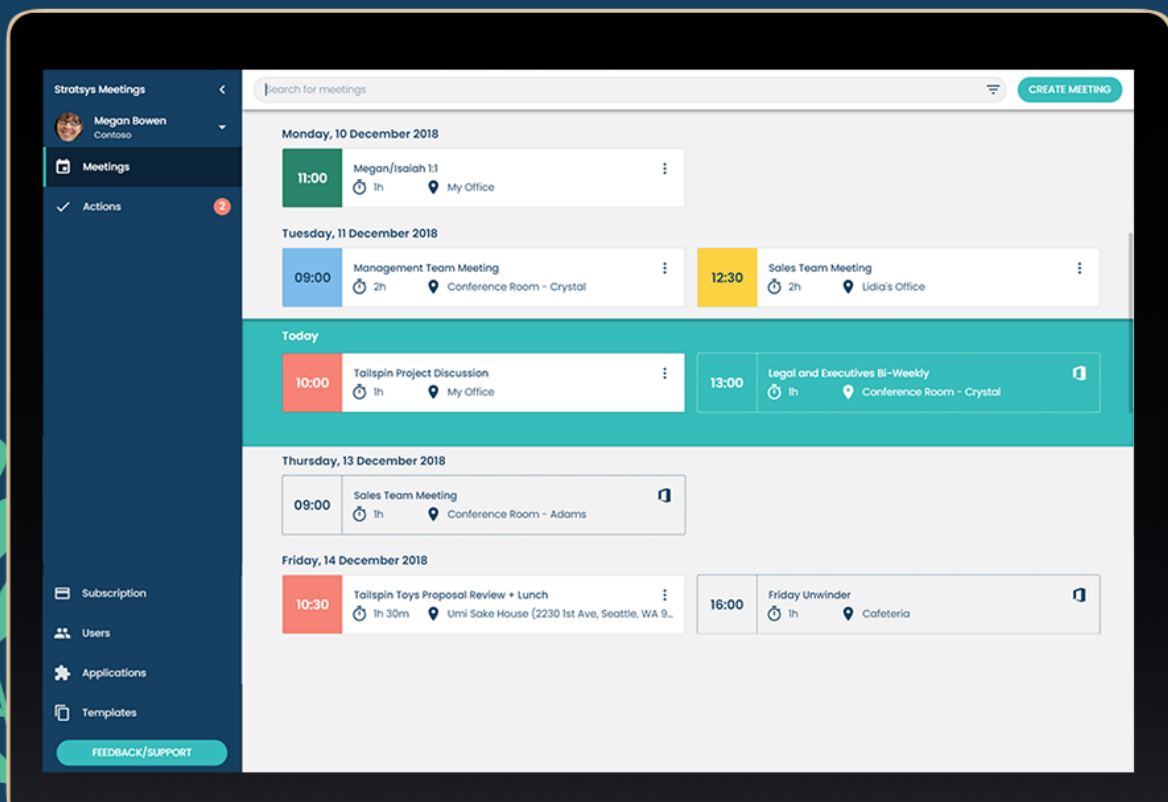 Stratsys Meetings
Megan Bowen
Contoso
Meetings
Actions
2
Subscription
Users
Applications
Templates
FEEDBACK/SUPPORT
Search for meetings
CREATE MEETING
Monday, 10 December 2018
11:00
Megan/Isaiah 1:1
1h My Office
Tuesday, 11 December 2018
09:00
Management Team Meeting
2h Conference Room - Crystal
12:30
Sales Team Meeting
2h Lidia's Office
Today
10:00
Tailspin Project Discussion
1h My Office
13:00
Legal and Executives Bi-Weekly
1h Conference Room - Crystal
Thursday, 13 December 2018
09:00
Sales Team Meeting
1h Conference Room - Adams
Friday, 14 December 2018
10:30
Tailspin Toys Proposal Review + Lunch
1h 30m Umi Sake House (2230 1st Ave, Seattle, WA 9...
16:00
Friday Unwinder
1h Cafeteria